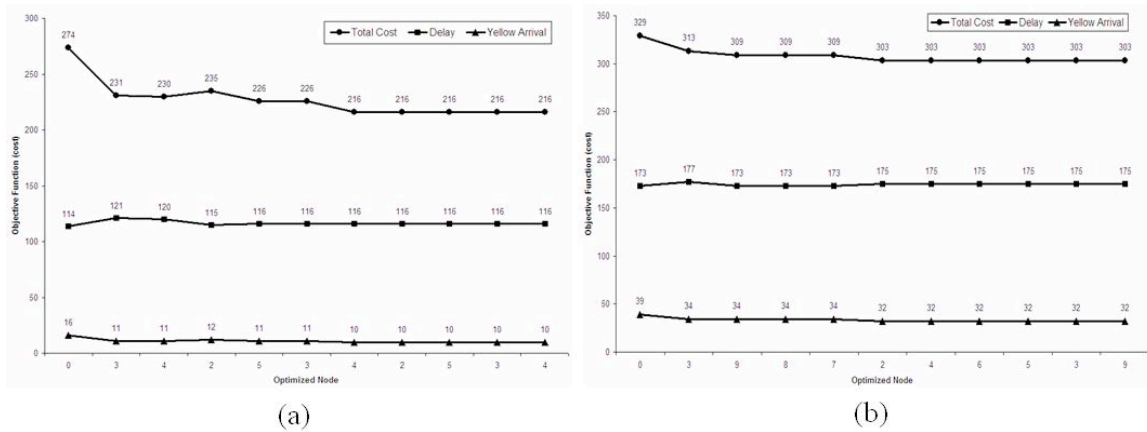 300
250
200
150
100
50
0
Objective Function (cost)
Total Cost Delay Yellow Arrival
274 231 230 235 226 226 216 216 216 216 216
114 121 120 115 116 116 116 116 116 116 116
16 11 11 12 11 11 10 10 10 10 10
0 3 4 2 5 3 4 2 5 3 4
Optimized Node
(a)
350
300
250
200
150
100
50
0
Objective Function (cost)
Total Cost Delay Yellow Arrival
329 313 309 309 309 303 303 303 303 303 303
173 177 173 173 173 175 175 175 175 175 175
39 34 34 34 34 32 32 32 32 32 32
0 3 9 8 7 2 4 6 5 3 9
Optimized Node
(b)